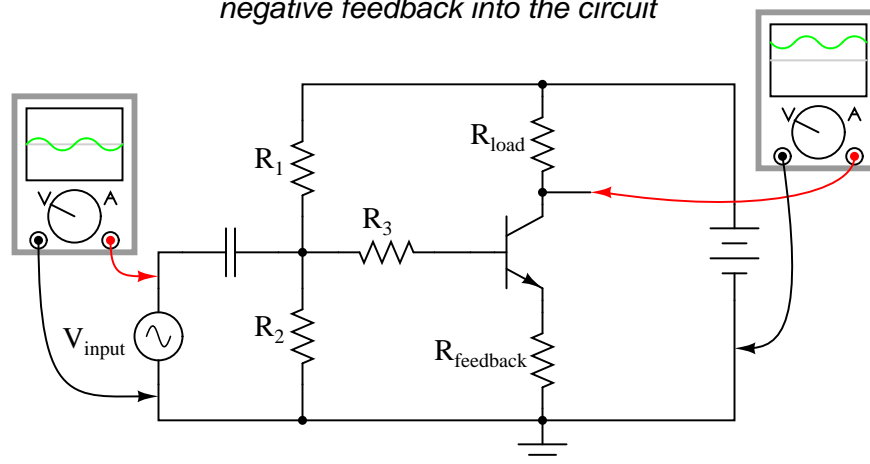 negative feedback into the circuit
V A
V A
R1
Rload
R3
R2
Vinput
Rfeedback